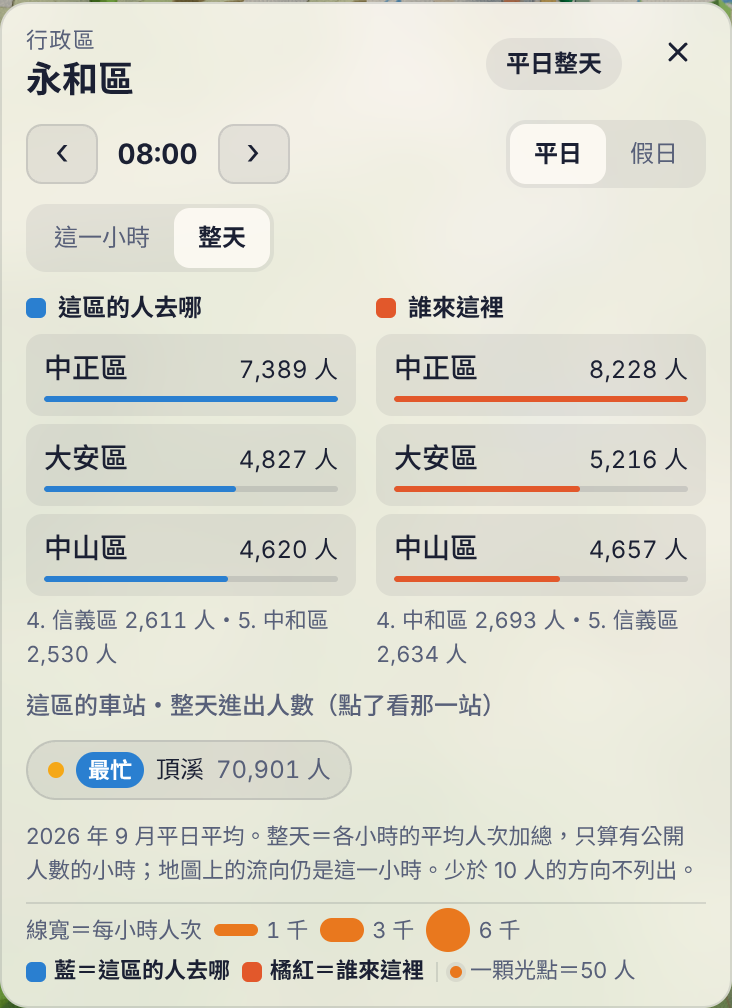 行政區
永和區
平日整天
×
‹ 08:00 › 平日 假日
這一小時 整天
這區的人去哪 誰來這裡
中正區 7,389 人 中正區 8,228 人
大安區 4,827 人 大安區 5,216 人
中山區 4,620 人 中山區 4,657 人
4. 信義區 2,611 人・5. 中和區
2,530 人
4. 中和區 2,693 人・5. 信義區
2,634 人
這區的車站・整天進出人數（點了看那一站）
最忙 頂溪 70,901 人
2026 年 9 月平日平均。整天＝各小時的平均人次加總，只算有公開
人數的小時；地圖上的流向仍是這一小時。少於 10 人的方向不列出。
線寬＝每小時人次 1 千 3 千 6 千
藍＝這區的人去哪 橘紅＝誰來這裡 一顆光點＝50 人